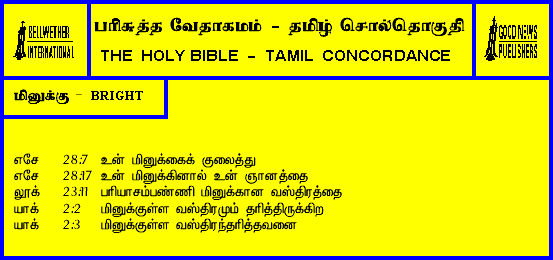 BELLWETHER
INTERNATIONAL
பரிசுத்த வேதாகமம் - தமிழ் சொல்தொகுதி
THE HOLY BIBLE - TAMIL CONCORDANCE
GOOD NEWS
PUBLISHERS
மினுக்கு - BRIGHT
எசே 28:7 உன் மினுக்கைக் குலைத்து
எசே 28:17 உன் மினுக்கினால் உன் ஞானத்தை
லூக் 23:11 பரியாசம்பண்ணி மினுக்கான வஸ்திரத்தை
யாக் 2:2 மினுக்குள்ள வஸ்திரமும் தரித்திருக்கிற
யாக் 2:3 மினுக்குள்ள வஸ்திரந்தரித்தவனை